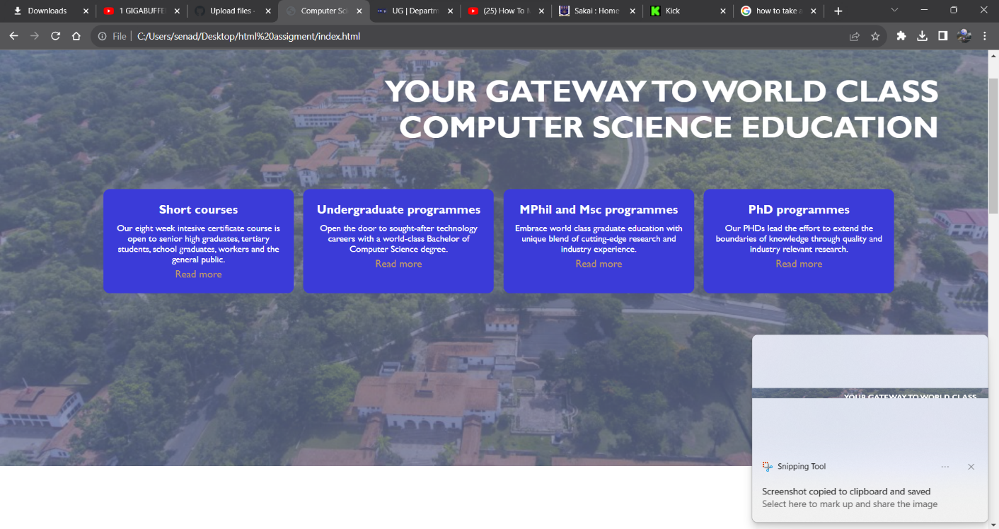 Downloads
1 GIGABUFFE
Upload files ·
Computer Sci
UG | Departm
(25) How To M
Sakai : Home
Kick
how to take a
File
C:/Users/senad/Desktop/html%20assigment/index.html
YOUR GATEWAY TO WORLD CLASS
COMPUTER SCIENCE EDUCATION
Short courses
Our eight week intesive certificate course is
open to senior high graduates, tertiary
students, school graduates, workers and the
general public.
Read more
Undergraduate programmes
Open the door to sought-after technology
careers with a world-class Bachelor of
Computer Science degree.
Read more
MPhil and Msc programmes
Embrace world class graduate education with
unique blend of cutting-edge research and
industry experience.
Read more
PhD programmes
Our PHDs lead the effort to extend the
boundaries of knowledge through quality and
industry relevant research.
Read more
YOUR GATEWAY TO WORLD CLASS
Snipping Tool
Screenshot copied to clipboard and saved
Select here to mark up and share the image